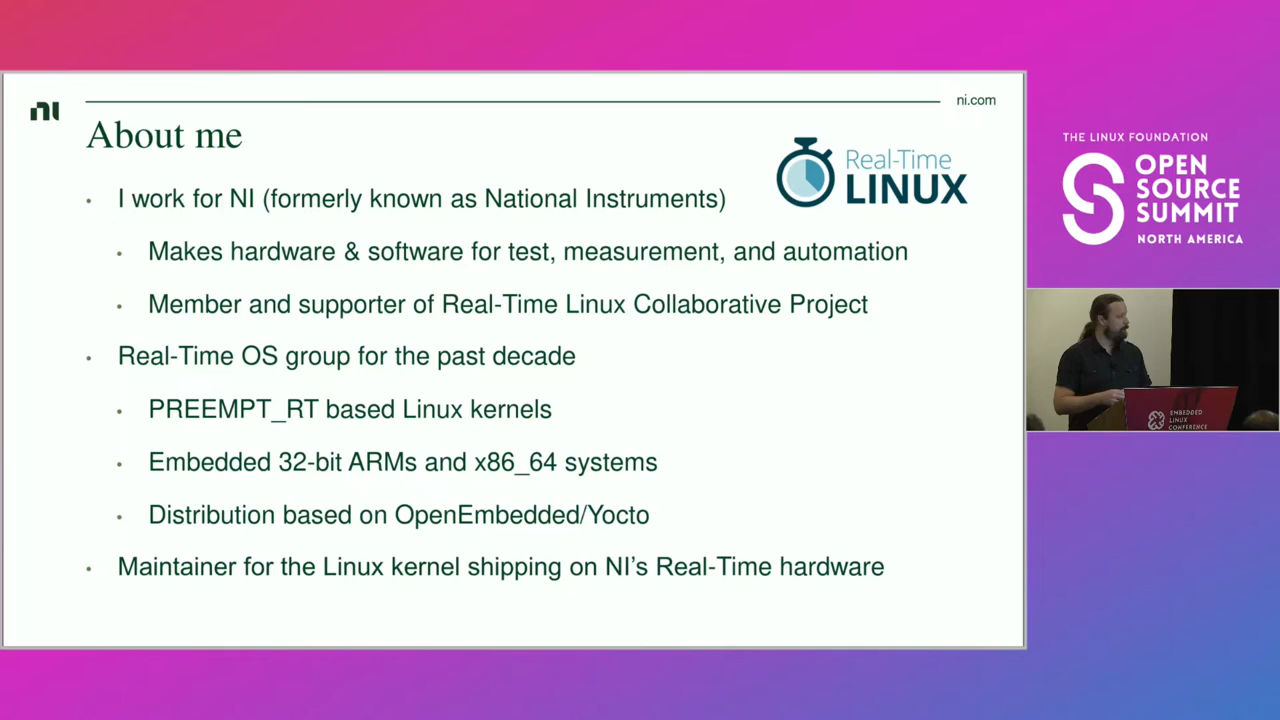 ni
ni.com
About me
Real-Time
LINUX
• I work for NI (formerly known as National Instruments)
• Makes hardware & software for test, measurement, and automation
• Member and supporter of Real-Time Linux Collaborative Project
• Real-Time OS group for the past decade
• PREEMPT_RT based Linux kernels
• Embedded 32-bit ARMs and x86_64 systems
• Distribution based on OpenEmbedded/Yocto
• Maintainer for the Linux kernel shipping on NI’s Real-Time hardware
THE LINUX FOUNDATION
OPEN
SOURCE
SUMMIT
NORTH AMERICA
EMBEDDED
LINUX
CONFERENCE